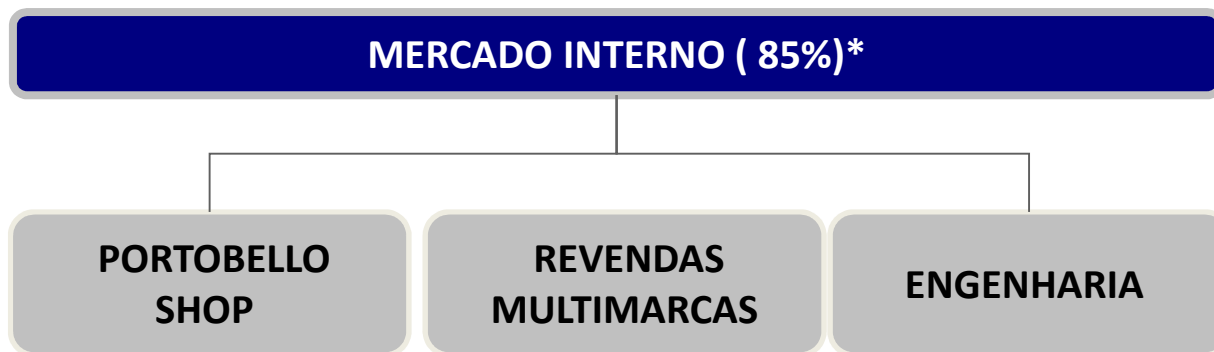 MERCADO INTERNO ( 85%)*
PORTOBELLO
SHOP
REVENDAS
MULTIMARCAS
ENGENHARIA